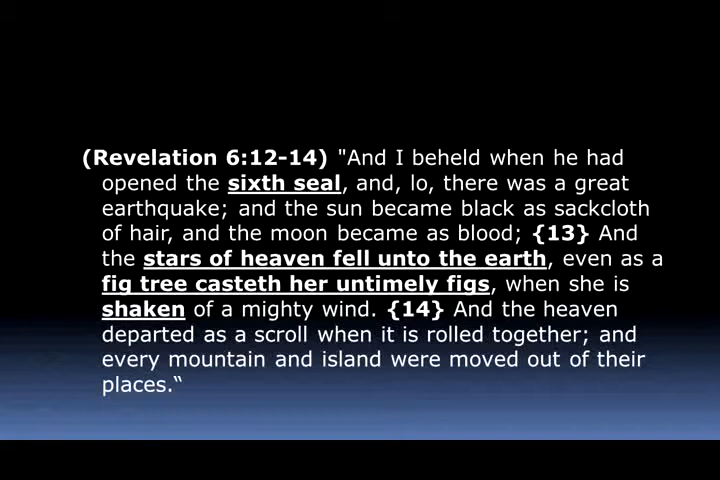 (Revelation 6:12-14) "And I beheld when he had
opened the sixth seal, and, lo, there was a great
earthquake; and the sun became black as sackcloth
of hair, and the moon became as blood; {13} And
the stars of heaven fell unto the earth, even as a
fig tree casteth her untimely figs, when she is
shaken of a mighty wind. {14} And the heaven
departed as a scroll when it is rolled together; and
every mountain and island were moved out of their
places.“